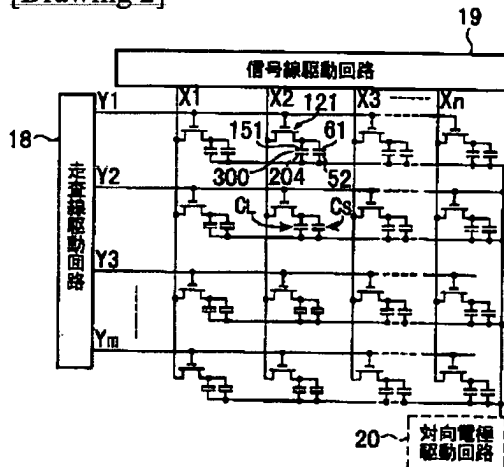 [Drawing 2]
19
信号線駆動回路
18
走査線駆動回路
X1 X2 X3 Xn
Y1
121
151 61
300 204 52
Y2
CL Cs
Y3
Ym
20
対向電極
駆動回路